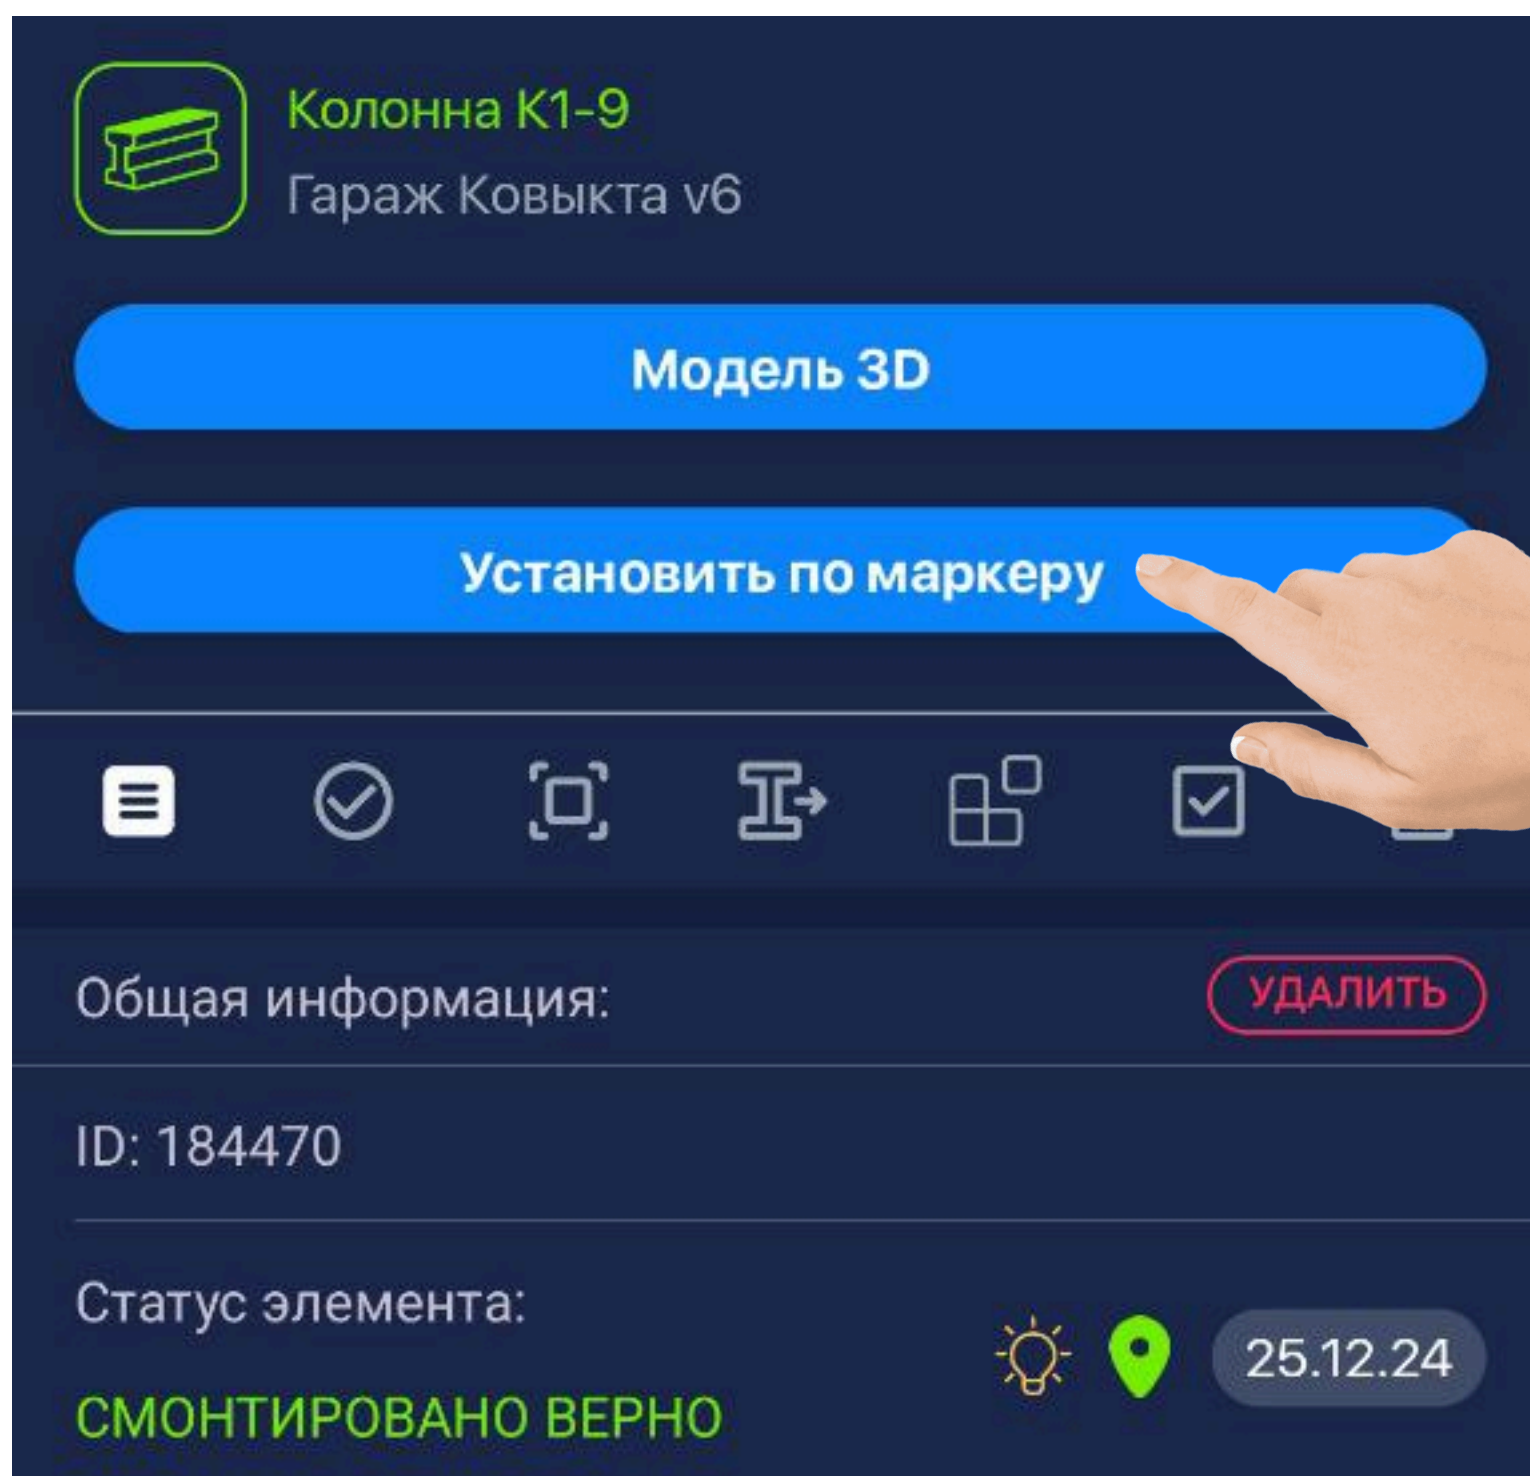 Колонна К1-9
Гараж Ковыкта v6
Модель 3D
Установить по маркеру
Общая информация:
УДАЛИТЬ
ID: 184470
Статус элемента:
25.12.24
СМОНТИРОВАНО ВЕРНО